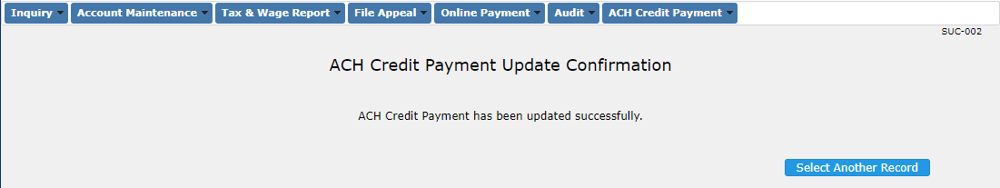 Inquiry Account Maintenance Tax & Wage Report File Appeal Online Payment Audit ACH Credit Payment
SUC-002
ACH Credit Payment Update Confirmation
ACH Credit Payment has been updated successfully.
Select Another Record